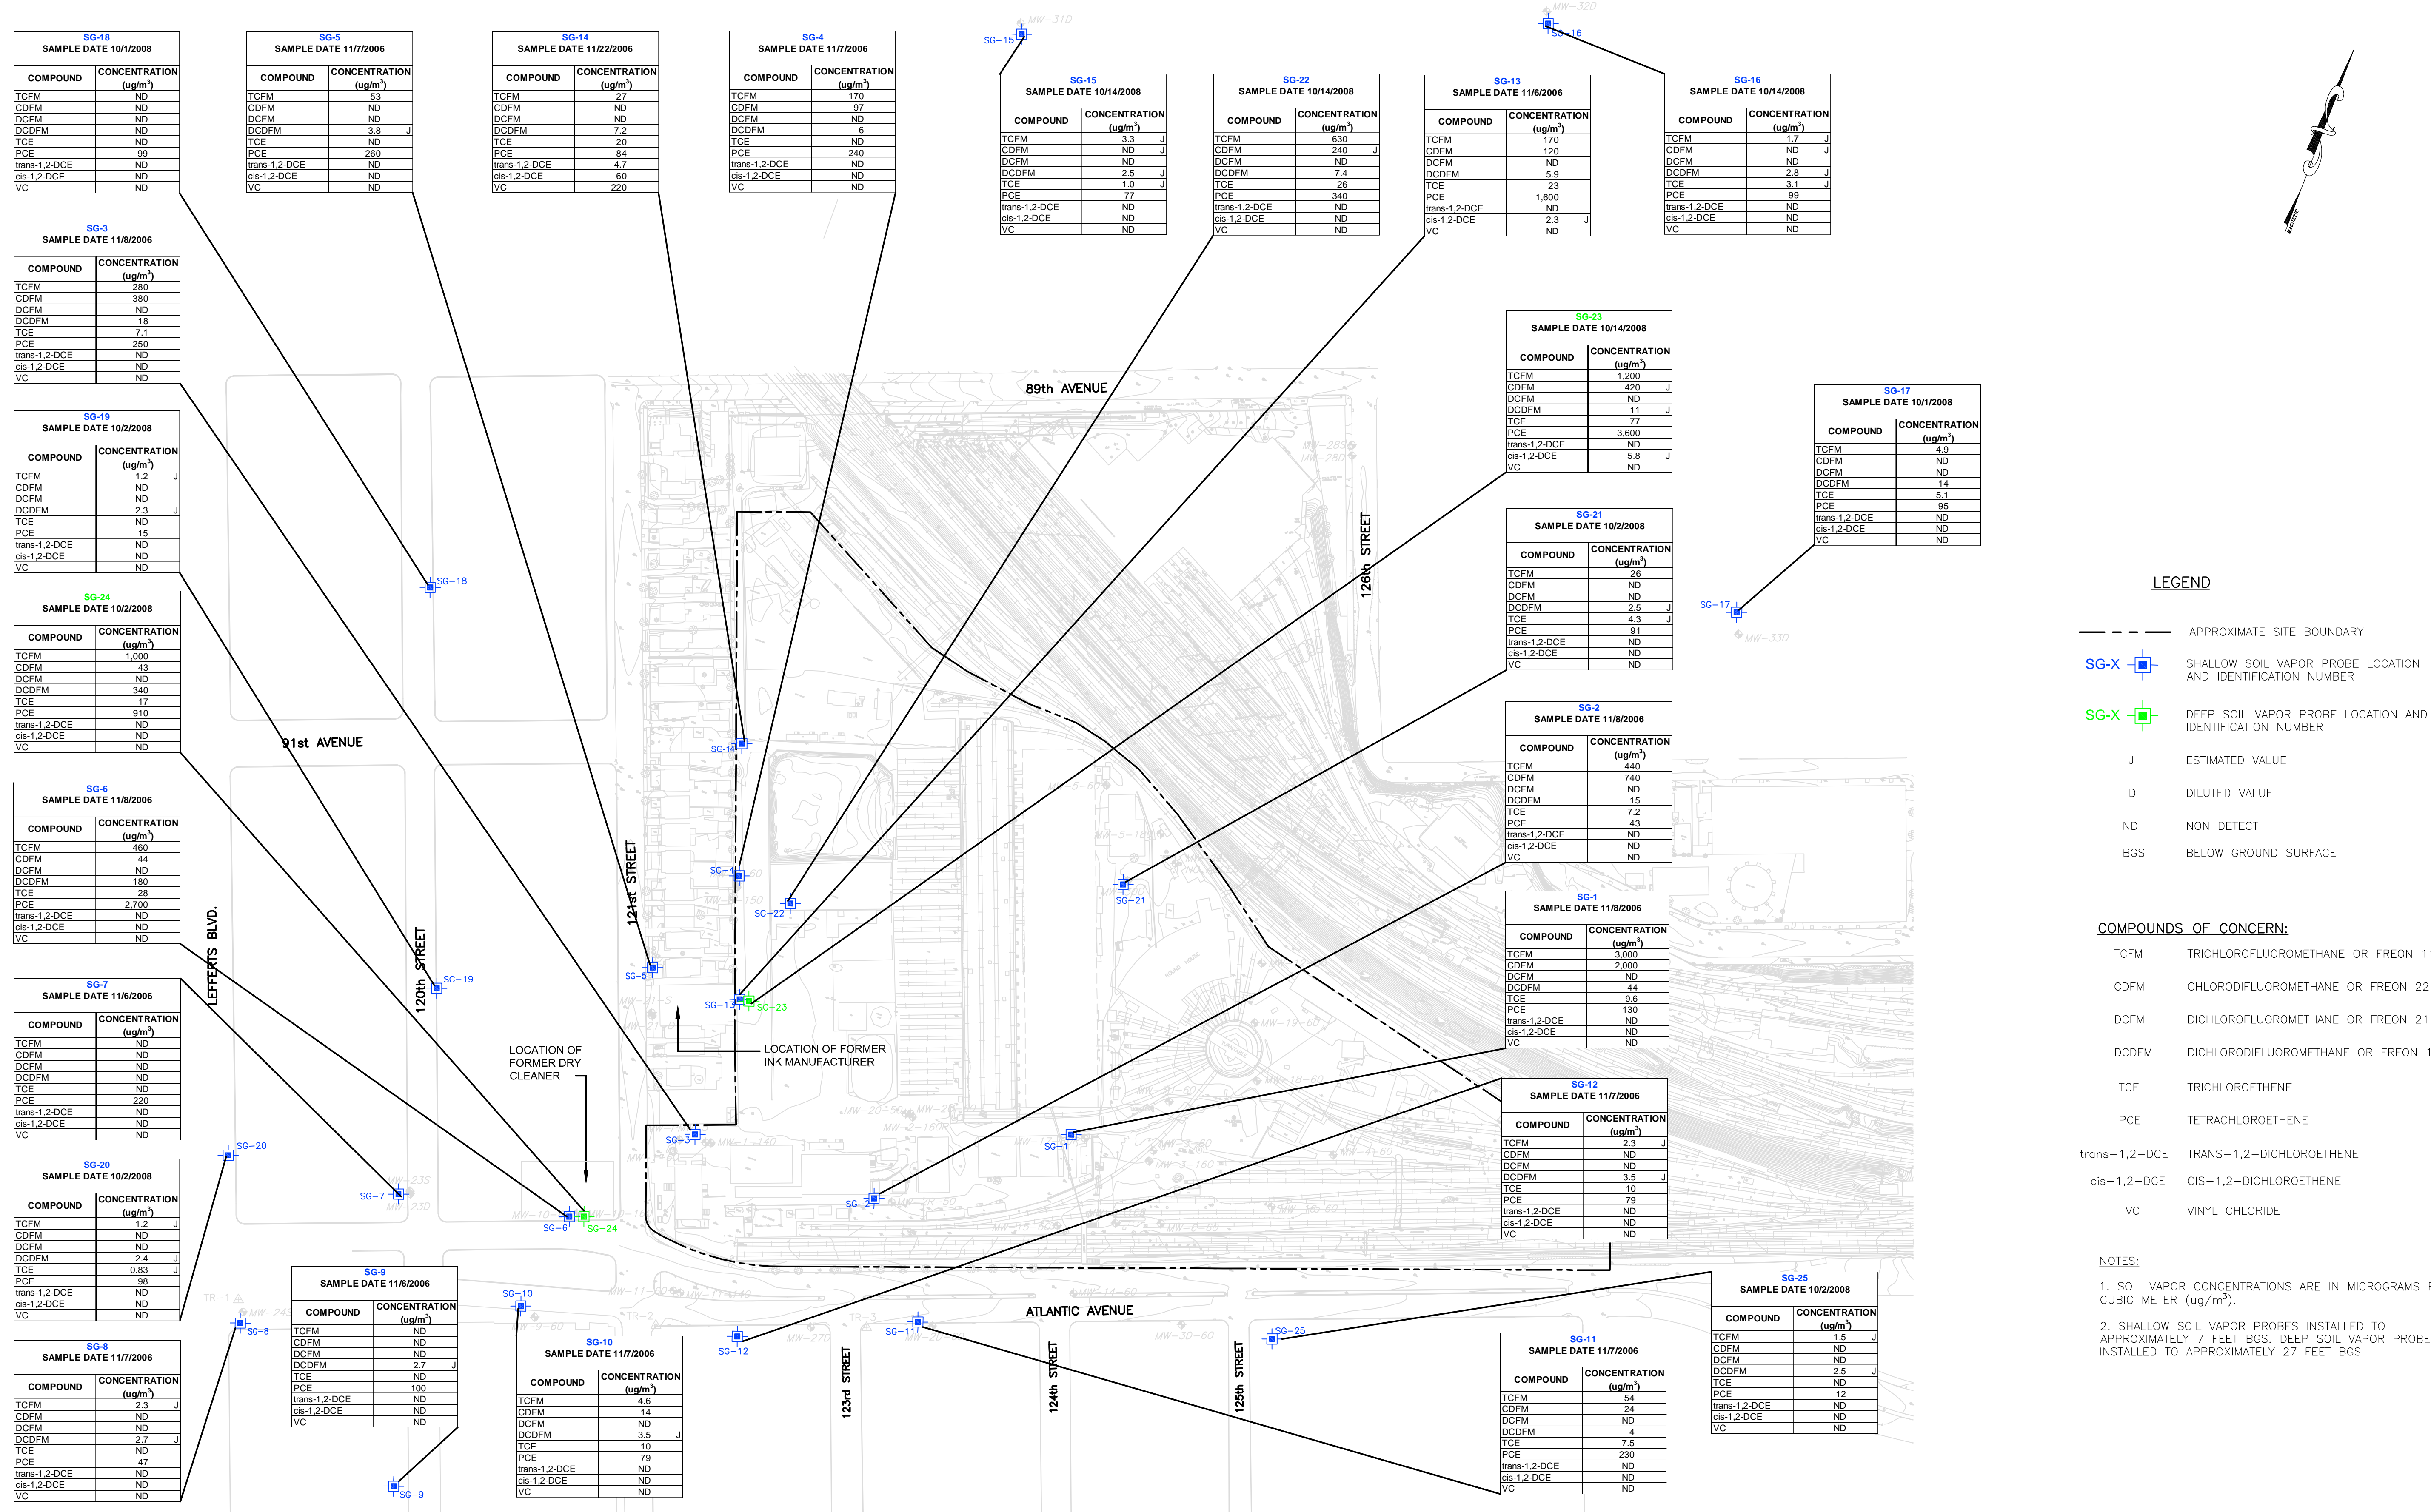 SG-18
SAMPLE DATE 10/1/2008
COMPOUND CONCENTRATION (ug/m³)
TCFM ND
CDFM ND
DCFM ND
DCDFM ND
TCE ND
PCE 99
trans-1,2-DCE ND
cis-1,2-DCE ND
VC ND
SG-5
SAMPLE DATE 11/7/2006
COMPOUND CONCENTRATION (ug/m³)
TCFM 53
CDFM ND
DCFM ND
DCDFM 3.8 J
TCE ND
PCE 260
trans-1,2-DCE ND
cis-1,2-DCE ND
VC ND
SG-14
SAMPLE DATE 11/22/2006
COMPOUND CONCENTRATION (ug/m³)
TCFM 27
CDFM ND
DCFM ND
DCDFM 7.2
TCE 20
PCE 84
trans-1,2-DCE 4.7
cis-1,2-DCE 60
VC 220
SG-4
SAMPLE DATE 11/7/2006
COMPOUND CONCENTRATION (ug/m³)
TCFM 170
CDFM 97
DCFM ND
DCDFM 6
TCE ND
PCE 240
trans-1,2-DCE ND
cis-1,2-DCE ND
VC ND
MW-31D
SG-15
SG-15
SAMPLE DATE 10/14/2008
COMPOUND CONCENTRATION (ug/m³)
TCFM 3.3 J
CDFM ND J
DCFM ND
DCDFM 2.5 J
TCE 1.0 J
PCE 77
trans-1,2-DCE ND
cis-1,2-DCE ND
VC ND
SG-22
SAMPLE DATE 10/14/2008
COMPOUND CONCENTRATION (ug/m³)
TCFM 630
CDFM 240 J
DCFM ND
DCDFM 7.4
TCE 26
PCE 340
trans-1,2-DCE ND
cis-1,2-DCE ND
VC ND
SG-13
SAMPLE DATE 11/6/2006
COMPOUND CONCENTRATION (ug/m³)
TCFM 170
CDFM 120
DCFM ND
DCDFM 5.9
TCE 23
PCE 1,600
trans-1,2-DCE ND
cis-1,2-DCE 2.3 J
VC ND
MW-32D
SG-16
SG-16
SAMPLE DATE 10/14/2008
COMPOUND CONCENTRATION (ug/m³)
TCFM 1.7 J
CDFM ND J
DCFM ND
DCDFM 2.8 J
TCE 3.1 J
PCE 99
trans-1,2-DCE ND
cis-1,2-DCE ND
VC ND
MAGNETIC
SG-3
SAMPLE DATE 11/8/2006
COMPOUND CONCENTRATION (ug/m³)
TCFM 280
CDFM 380
DCFM ND
DCDFM 18
TCE 7.1
PCE 250
trans-1,2-DCE ND
cis-1,2-DCE ND
VC ND
SG-19
SAMPLE DATE 10/2/2008
COMPOUND CONCENTRATION (ug/m³)
TCFM 1.2 J
CDFM ND
DCFM ND
DCDFM 2.3 J
TCE ND
PCE 15
trans-1,2-DCE ND
cis-1,2-DCE ND
VC ND
SG-24
SAMPLE DATE 10/2/2008
COMPOUND CONCENTRATION (ug/m³)
TCFM 1,000
CDFM 43
DCFM ND
DCDFM 340
TCE 17
PCE 910
trans-1,2-DCE ND
cis-1,2-DCE ND
VC ND
SG-6
SAMPLE DATE 11/8/2006
COMPOUND CONCENTRATION (ug/m³)
TCFM 460
CDFM 44
DCFM ND
DCDFM 180
TCE 28
PCE 2,700
trans-1,2-DCE ND
cis-1,2-DCE ND
VC ND
SG-7
SAMPLE DATE 11/6/2006
COMPOUND CONCENTRATION (ug/m³)
TCFM ND
CDFM ND
DCFM ND
DCDFM ND
TCE ND
PCE 220
trans-1,2-DCE ND
cis-1,2-DCE ND
VC ND
SG-20
SAMPLE DATE 10/2/2008
COMPOUND CONCENTRATION (ug/m³)
TCFM 1.2 J
CDFM ND
DCFM ND
DCDFM 2.4 J
TCE 0.83 J
PCE 98
trans-1,2-DCE ND
cis-1,2-DCE ND
VC ND
SG-8
SAMPLE DATE 11/7/2006
COMPOUND CONCENTRATION (ug/m³)
TCFM 2.3 J
CDFM ND
DCFM ND
DCDFM 2.7 J
TCE ND
PCE 47
trans-1,2-DCE ND
cis-1,2-DCE ND
VC ND
SG-9
SAMPLE DATE 11/6/2006
COMPOUND CONCENTRATION (ug/m³)
TCFM ND
CDFM ND
DCFM ND
DCDFM 2.7 J
TCE ND
PCE 100
trans-1,2-DCE ND
cis-1,2-DCE ND
VC ND
SG-10
SAMPLE DATE 11/7/2006
COMPOUND CONCENTRATION (ug/m³)
TCFM 4.6
CDFM 14
DCFM ND
DCDFM 3.5 J
TCE 10
PCE 79
trans-1,2-DCE ND
cis-1,2-DCE ND
VC ND
SG-23
SAMPLE DATE 10/14/2008
COMPOUND CONCENTRATION (ug/m³)
TCFM 1,200
CDFM 420 J
DCFM ND
DCDFM 11 J
TCE 77
PCE 3,600
trans-1,2-DCE ND
cis-1,2-DCE 5.8 J
VC ND
SG-21
SAMPLE DATE 10/2/2008
COMPOUND CONCENTRATION (ug/m³)
TCFM 26
CDFM ND
DCFM ND
DCDFM 2.5 J
TCE 4.3 J
PCE 91
trans-1,2-DCE ND
cis-1,2-DCE ND
VC ND
SG-2
SAMPLE DATE 11/8/2006
COMPOUND CONCENTRATION (ug/m³)
TCFM 440
CDFM 740
DCFM ND
DCDFM 15
TCE 7.2
PCE 43
trans-1,2-DCE ND
cis-1,2-DCE ND
VC ND
SG-1
SAMPLE DATE 11/8/2006
COMPOUND CONCENTRATION (ug/m³)
TCFM 3,000
CDFM 2,000
DCFM ND
DCDFM 44
TCE 9.6
PCE 130
trans-1,2-DCE ND
cis-1,2-DCE ND
VC ND
SG-12
SAMPLE DATE 11/7/2006
COMPOUND CONCENTRATION (ug/m³)
TCFM 2.3 J
CDFM ND
DCFM ND
DCDFM 3.5 J
TCE 10
PCE 79
trans-1,2-DCE ND
cis-1,2-DCE ND
VC ND
SG-11
SAMPLE DATE 11/7/2006
COMPOUND CONCENTRATION (ug/m³)
TCFM 54
CDFM 24
DCFM ND
DCDFM 4
TCE 7.5
PCE 230
trans-1,2-DCE ND
cis-1,2-DCE ND
VC ND
SG-25
SAMPLE DATE 10/2/2008
COMPOUND CONCENTRATION (ug/m³)
TCFM 1.5 J
CDFM ND
DCFM ND
DCDFM 2.5 J
TCE ND
PCE 12
trans-1,2-DCE ND
cis-1,2-DCE ND
VC ND
SG-17
SAMPLE DATE 10/1/2008
COMPOUND CONCENTRATION (ug/m³)
TCFM 4.9
CDFM ND
DCFM ND
DCDFM 14
TCE 5.1
PCE 95
trans-1,2-DCE ND
cis-1,2-DCE ND
VC ND
89th AVENUE
91st AVENUE
ATLANTIC AVENUE
LEFFERTS BLVD.
120th STREET
121st STREET
123rd STREET
124th STREET
125th STREET
126th STREET
LOCATION OF
FORMER DRY
CLEANER
LOCATION OF FORMER
INK MANUFACTURER
SG-18
SG-14
SG-4
SG-22
SG-21
SG-5
SG-13
SG-23
SG-19
SG-3
SG-1
SG-2
SG-20
SG-7
SG-6
SG-24
SG-8
SG-10
SG-12
SG-11
SG-25
SG-9
SG-17
MW-33D
MW-28S
MW-28D
MW-23S
MW-23D
MW-24S
MW-27D
MW-19-60
TR-1
TR-2
TR-3
LEGEND
APPROXIMATE SITE BOUNDARY
SG-X SHALLOW SOIL VAPOR PROBE LOCATION
AND IDENTIFICATION NUMBER
SG-X DEEP SOIL VAPOR PROBE LOCATION AND
IDENTIFICATION NUMBER
J ESTIMATED VALUE
D DILUTED VALUE
ND NON DETECT
BGS BELOW GROUND SURFACE
COMPOUNDS OF CONCERN:
TCFM TRICHLOROFLUOROMETHANE OR FREON 11
CDFM CHLORODIFLUOROMETHANE OR FREON 22
DCFM DICHLOROFLUOROMETHANE OR FREON 21
DCDFM DICHLORODIFLUOROMETHANE OR FREON 1
TCE TRICHLOROETHENE
PCE TETRACHLOROETHENE
trans-1,2-DCE TRANS-1,2-DICHLOROETHENE
cis-1,2-DCE CIS-1,2-DICHLOROETHENE
VC VINYL CHLORIDE
NOTES:
1. SOIL VAPOR CONCENTRATIONS ARE IN MICROGRAMS
CUBIC METER (ug/m³).
2. SHALLOW SOIL VAPOR PROBES INSTALLED TO
APPROXIMATELY 7 FEET BGS. DEEP SOIL VAPOR PROBE
INSTALLED TO APPROXIMATELY 27 FEET BGS.